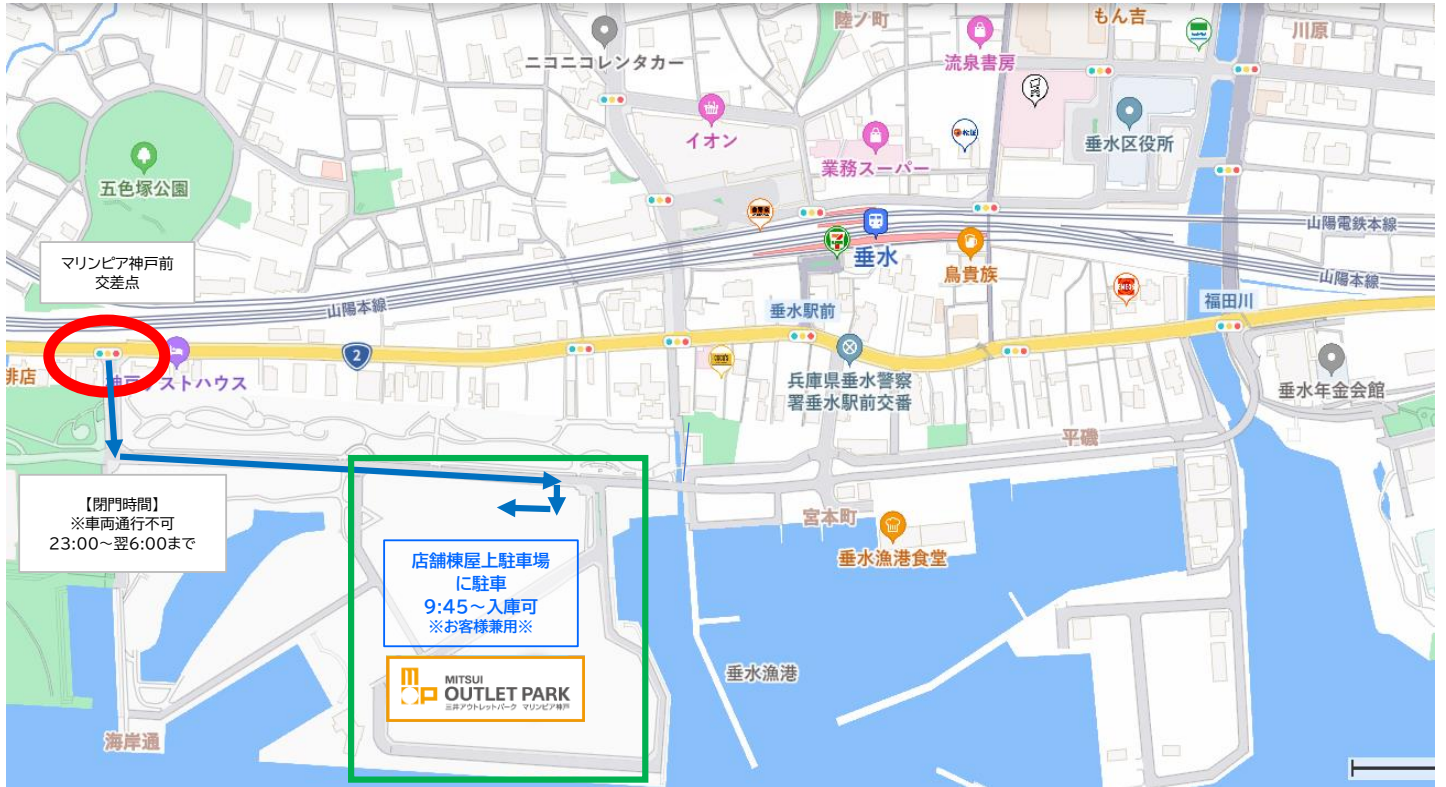 陸ノ町
もん吉
川原
ニコニコレンタカー
流泉書房
イオン
業務スーパー
垂水区役所
五色塚公園
山陽電鉄本線
垂水
鳥貴族
マリンピア神戸前
交差点
山陽本線
山陽本線
垂水駅前
福田川
2
兵庫県垂水警察
署垂水駅前交番
垂水年金会館
平磯
【閉門時間】
※車両通行不可
23:00～翌6:00まで
宮本町
垂水漁港食堂
店舗棟屋上駐車場
に駐車
9:45～入庫可
※お客様兼用※
MITSUI
OUTLET PARK
三井アウトレットパーク マリンピア神戸
垂水漁港
海岸通